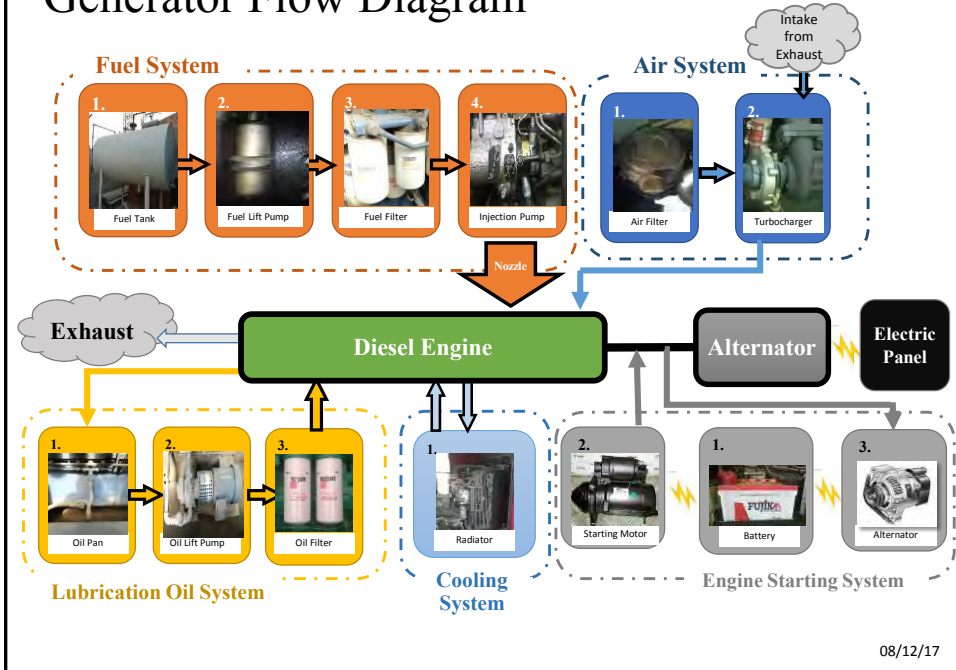 Generator Flow Diagram
Intake
from
Exhaust
Fuel System
Air System
1.
2.
3.
4.
1.
2.
Fuel Tank
Fuel Lift Pump
Fuel Filter
Injection Pump
Air Filter
Turbocharger
Nozzle
Exhaust
Diesel Engine
Alternator
Electric
Panel
1.
2.
3.
1.
2.
1.
3.
FUJIKA
Oil Pan
Oil Lift Pump
Oil Filter
Radiator
Starting Motor
Battery
Alternator
Lubrication Oil System
Cooling
System
Engine Starting System
08/12/17